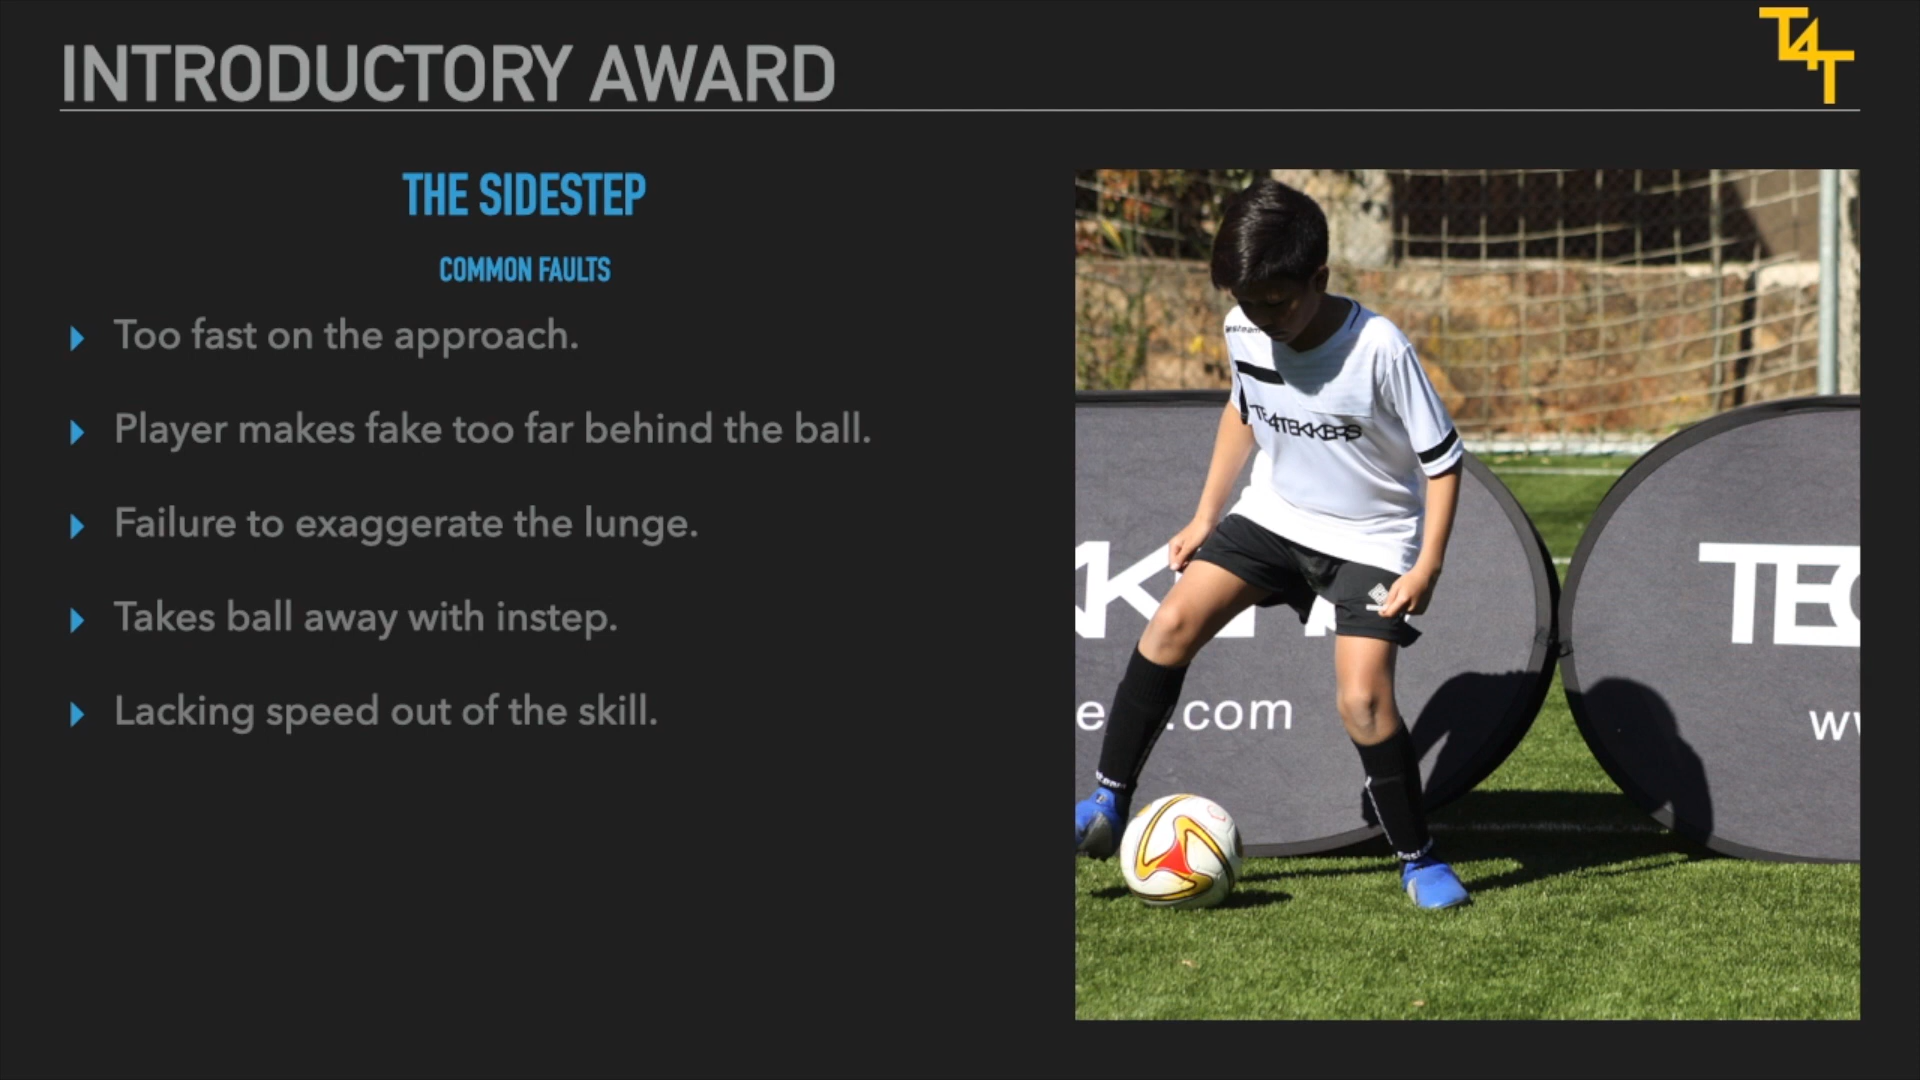 INTRODUCTORY AWARD
T4T
THE SIDESTEP
COMMON FAULTS
Too fast on the approach.
Player makes fake too far behind the ball.
Failure to exaggerate the lunge.
Takes ball away with instep.
Lacking speed out of the skill.
TE4TEKKERS
.com